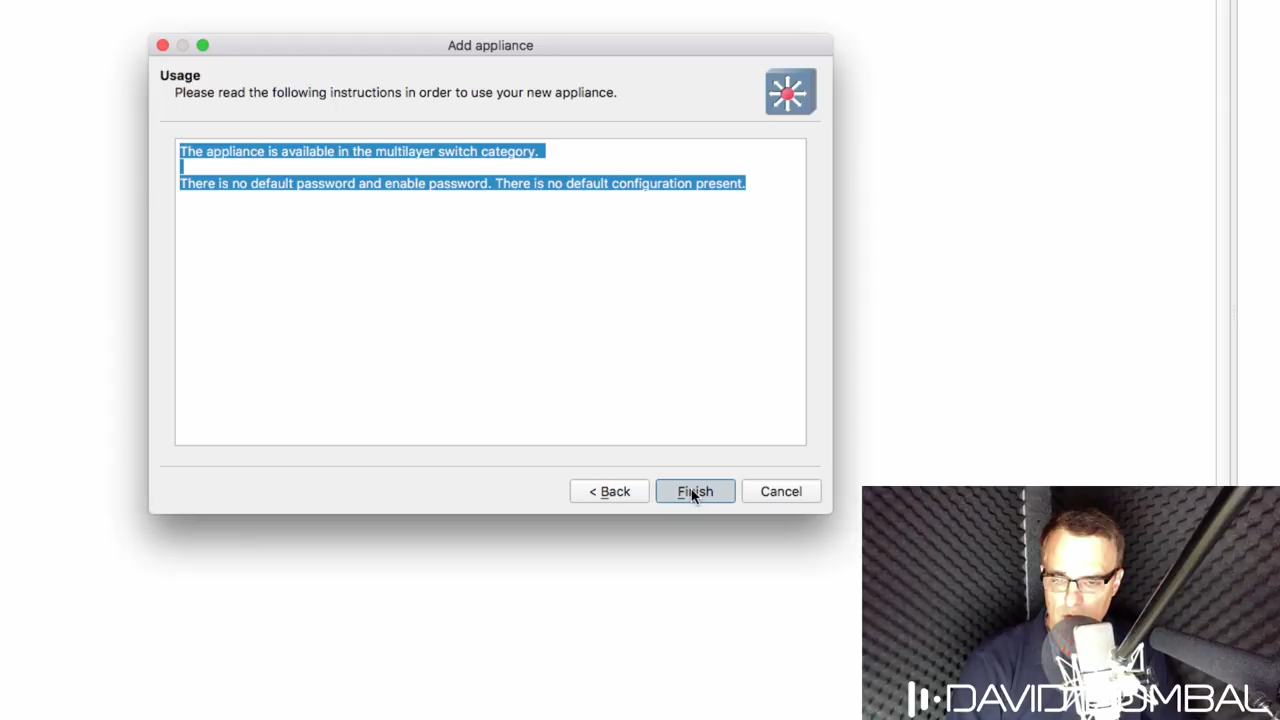 Add appliance
Usage
Please read the following instructions in order to use your new appliance.
The appliance is available in the multilayer switch category.
There is no default password and enable password. There is no default configuration present.
< Back
Finish
Cancel
DAVID BOMBAL